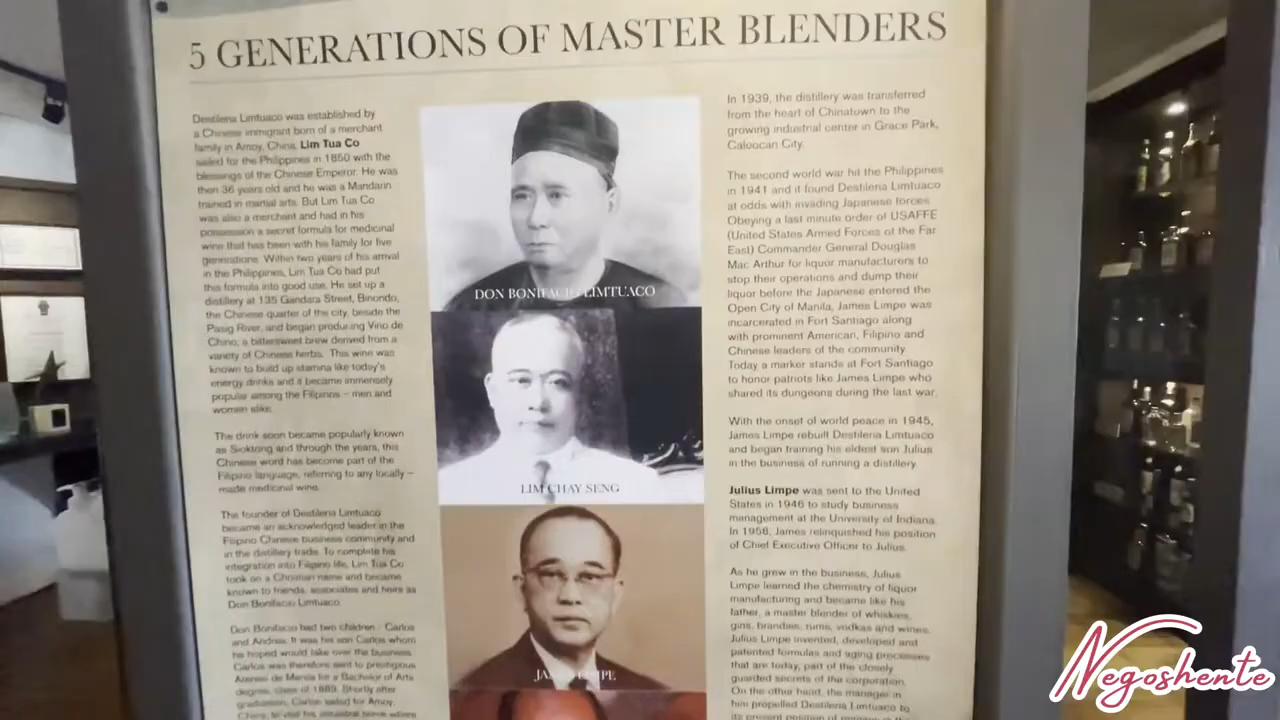 5 GENERATIONS OF MASTER BLENDERS
Destileria Limtuaco was established by
a Chinese immigrant born of a merchant
family in Amoy, China. Lim Tua Co
sailed for the Philippines in 1850 with the
blessings of the Chinese Emperor. He was
then 36 years old and he was a Mandarin
trained in martial arts. But Lim Tua Co
was also a merchant and had in his
possession a secret formula for medicinal
wine that has been with his family for five
generations. Within two years of his arrival
in the Philippines, Lim Tua Co had put
this formula into good use. He set up a
distillery at 135 Gandara Street, Binondo,
the Chinese quarter of the city, beside the
Pasig River, and began producing Vino de
Chino, a bittersweet brew derived from a
variety of Chinese herbs. This wine was
known to build up stamina like today's
energy drinks and it became immensely
popular among the Filipinos – men and
women alike.
The drink soon became popularly known
as Sioktong and through the years, this
Chinese word has become part of the
Filipino language, referring to any locally –
made medicinal wine.
The founder of Destileria Limtuaco
became an acknowledged leader in the
Filipino Chinese business community and
in the distillery trade. To complete his
integration into Filipino life, Lim Tua Co
took on a Christian name and became
known to friends, associates and heirs as
Don Bonifacio Limtuaco.
Don Bonifacio had two children : Carlos
and Andrea. It was his son Carlos whom
he hoped would take over the business.
Carlos was therefore sent to prestigious
Ateneo de Manila for a Bachelor of Arts
degree, class of 1889. Shortly after
graduation, Carlos sailed for Amoy,
China, to visit his ancestral home where
DON BONIFACIO LIMTUACO
LIM CHAY SENG
JAMES LIMPE
In 1939, the distillery was transferred
from the heart of Chinatown to the
growing industrial center in Grace Park,
Caloocan City.
The second world war hit the Philippines
in 1941 and it found Destileria Limtuaco
at odds with invading Japanese forces.
Obeying a last minute order of USAFFE
(United States Armed Forces of the Far
East) Commander General Douglas
Mac Arthur for liquor manufacturers to
stop their operations and dump their
liquor before the Japanese entered the
Open City of Manila, James Limpe was
incarcerated in Fort Santiago along
with prominent American, Filipino and
Chinese leaders of the community.
Today, a marker stands at Fort Santiago
to honor patriots like James Limpe who
shared its dungeons during the last war.
With the onset of world peace in 1945,
James Limpe rebuilt Destileria Limtuaco
and began training his eldest son Julius
in the business of running a distillery.
Julius Limpe was sent to the United
States in 1946 to study business
management at the University of Indiana.
In 1958, James relinquished his position
of Chief Executive Officer to Julius.
As he grew in the business, Julius
Limpe learned the chemistry of liquor
manufacturing and became like his
father, a master blender of whiskies,
gins, brandies, rums, vodkas and wines.
Julius Limpe invented, developed and
patented formulas and aging processes
that are today, part of the closely
guarded secrets of the corporation.
On the other hand, the manager in
him propelled Destileria Limtuaco to
its present position of
Negoshente